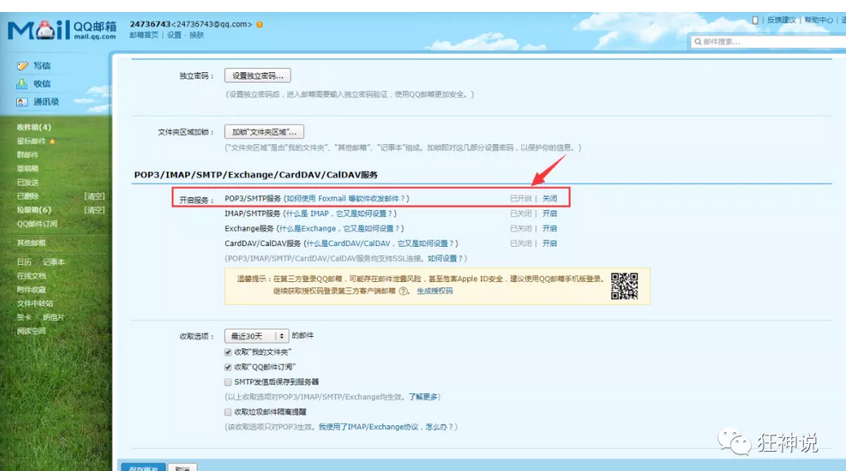 Mail QQ邮箱 mail.qq.com
24736743<24736743@qq.com>
邮箱首页 | 设置 - 换肤
反馈建议 | 帮助中心 |
邮件搜索...
写信
收信
通讯录
收件箱(4)
星标邮件
群邮件
草稿箱
已发送
已删除 [清空]
垃圾箱(6) [清空]
QQ邮件订阅
其他邮箱
日历 记事本
在线文档
附件收藏
文件中转站
贺卡 明信片
阅读空间
独立密码： 设置独立密码...
(设置独立密码后，进入邮箱需要输入独立密码验证，使用QQ邮箱更加安全。)
文件夹区域加锁： 加锁"文件夹区域"...
("文件夹区域"是由"我的文件夹"、"其他邮箱"、"记事本"组成。加锁即对这几部分设置密码，以保护你的信息。)
POP3/IMAP/SMTP/Exchange/CardDAV/CalDAV服务
开启服务： POP3/SMTP服务 (如何使用 Foxmail 等软件收发邮件？) 已开启 | 关闭
IMAP/SMTP服务 (什么是 IMAP，它又是如何设置？) 已关闭 | 开启
Exchange服务 (什么是Exchange，它又是如何设置？) 已关闭 | 开启
CardDAV/CalDAV服务 (什么是CardDAV/CalDAV，它又是如何设置？) 已关闭 | 开启
(POP3/IMAP/SMTP/CardDAV/CalDAV服务均支持SSL连接。如何设置？)
温馨提示：在第三方登录QQ邮箱，可能存在邮件泄露风险，甚至危害Apple ID安全，建议使用QQ邮箱手机版登录。
继续获取授权码登录第三方客户端邮箱 。 生成授权码
收取选项： 最近30天 的邮件
收取"我的文件夹"
收取"QQ邮件订阅"
SMTP发信后保存到服务器
(以上收取选项对POP3/IMAP/SMTP/Exchange均生效。了解更多)
收取垃圾邮件隔离提醒
(该收取选项只对POP3生效。我使用了IMAP/Exchange协议，怎么办？)
保存更改 取消
狂神说